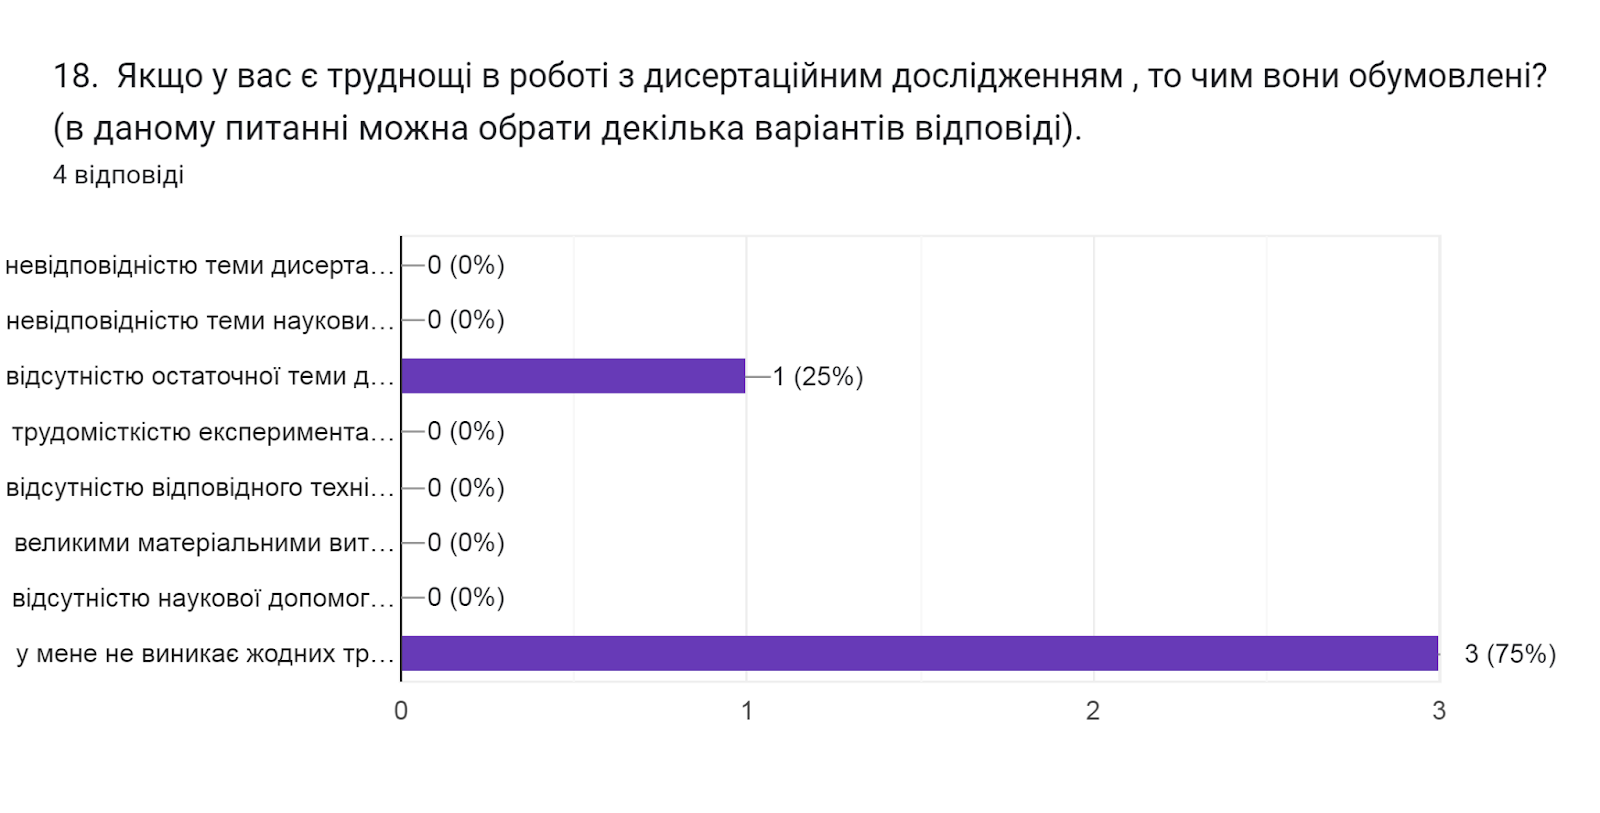 18.  Якщо у вас є труднощі в роботі з дисертаційним дослідженням , то чим вони обумовлені?
(в даному питанні можна обрати декілька варіантів відповіді).
4 відповіді
невідповідністю теми дисерта… 0 (0%)
невідповідністю теми наукови… 0 (0%)
відсутністю остаточної теми д… 1 (25%)
трудомісткістю експеримента… 0 (0%)
відсутністю відповідного техні… 0 (0%)
великими матеріальними вит… 0 (0%)
відсутністю наукової допомог… 0 (0%)
у мене не виникає жодних тр… 3 (75%)
0 1 2 3